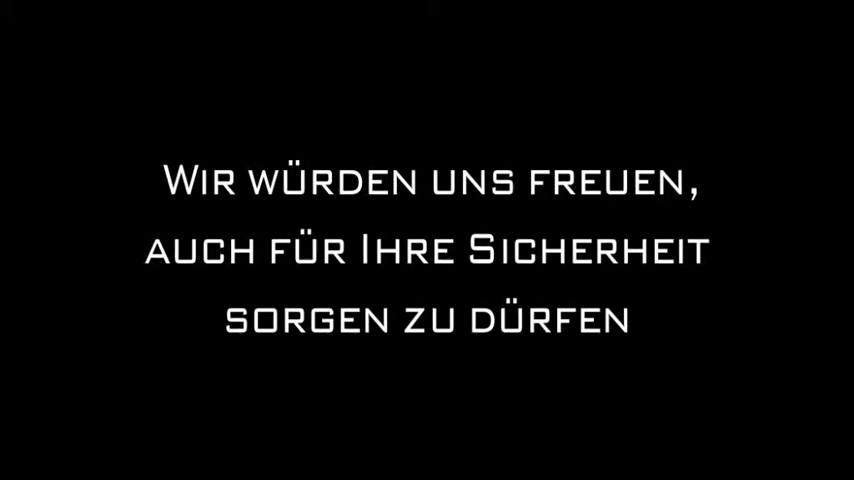 Wir würden uns freuen,
auch für Ihre Sicherheit
sorgen zu dürfen